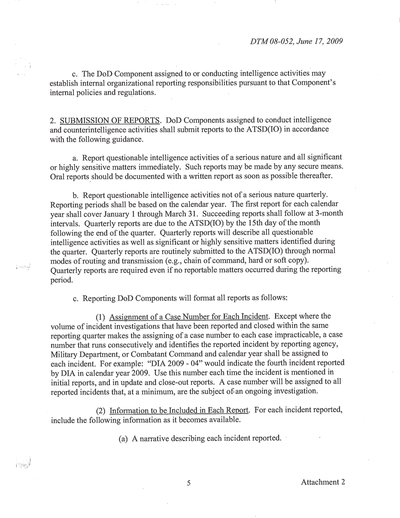 DTM 08-052, June 17, 2009
c. The DoD Component assigned to or conducting intelligence activities may
establish internal organizational reporting responsibilities pursuant to that Component's
internal policies and regulations.
2. SUBMISSION OF REPORTS. DoD Components assigned to conduct intelligence
and counterintelligence activities shall submit reports to the ATSD(IO) in accordance
with the following guidance.
a. Report questionable intelligence activities of a serious nature and all significant
or highly sensitive matters immediately. Such reports may be made by any secure means.
Oral reports should be documented with a written report as soon as possible thereafter.
b. Report questionable intelligence activities not of a serious nature quarterly.
Reporting periods shall be based on the calendar year. The first report for each calendar
year shall cover January 1 through March 31. Succeeding reports shall follow at 3-month
intervals. Quarterly reports are due to the ATSD(IO) by the 15th day of the month
following the end of the quarter. Quarterly reports will describe all questionable
intelligence activities as well as significant or highly sensitive matters identified during
the quarter. Quarterly reports are routinely submitted to the ATSD(IO) through normal
modes of routing and transmission (e.g., chain of command, hard or soft copy).
Quarterly reports are required even if no reportable matters occurred during the reporting
period.
c. Reporting DoD Components will format all reports as follows:
(1) Assignment of a Case Number for Each Incident. Except where the
volume of incident investigations that have been reported and closed within the same
reporting quarter makes the assigning of a case number to each case impracticable, a case
number that runs consecutively and identifies the reported incident by reporting agency,
Military Department, or Combatant Command and calendar year shall be assigned to
each incident. For example: "DIA 2009 - 04" would indicate the fourth incident reported
by DIA in calendar year 2009. Use this number each time the incident is mentioned in
initial reports, and in update and close-out reports. A case number will be assigned to all
reported incidents that, at a minimum, are the subject of an ongoing investigation.
(2) Information to be Included in Each Report. For each incident reported,
include the following information as it becomes available.
(a) A narrative describing each incident reported.
5 Attachment 2